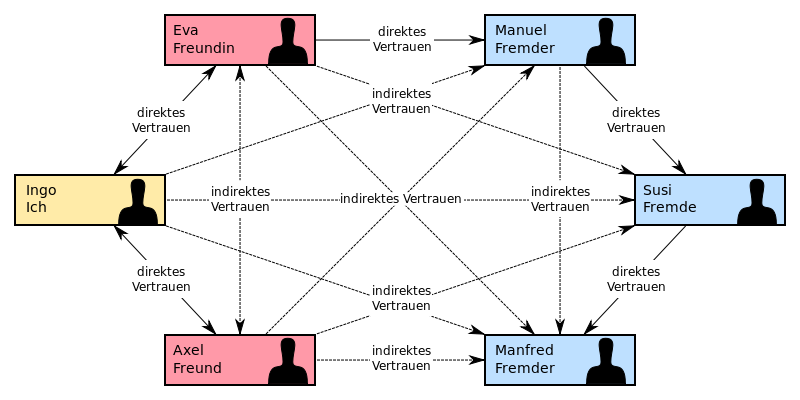 Eva
Freundin
direktes
Vertrauen
Manuel
Fremder
indirektes
Vertrauen
direktes
Vertrauen
direktes
Vertrauen
Ingo
Ich
indirektes
Vertrauen
indirektes Vertrauen
indirektes
Vertrauen
Susi
Fremde
direktes
Vertrauen
indirektes
Vertrauen
direktes
Vertrauen
Axel
Freund
indirektes
Vertrauen
Manfred
Fremder